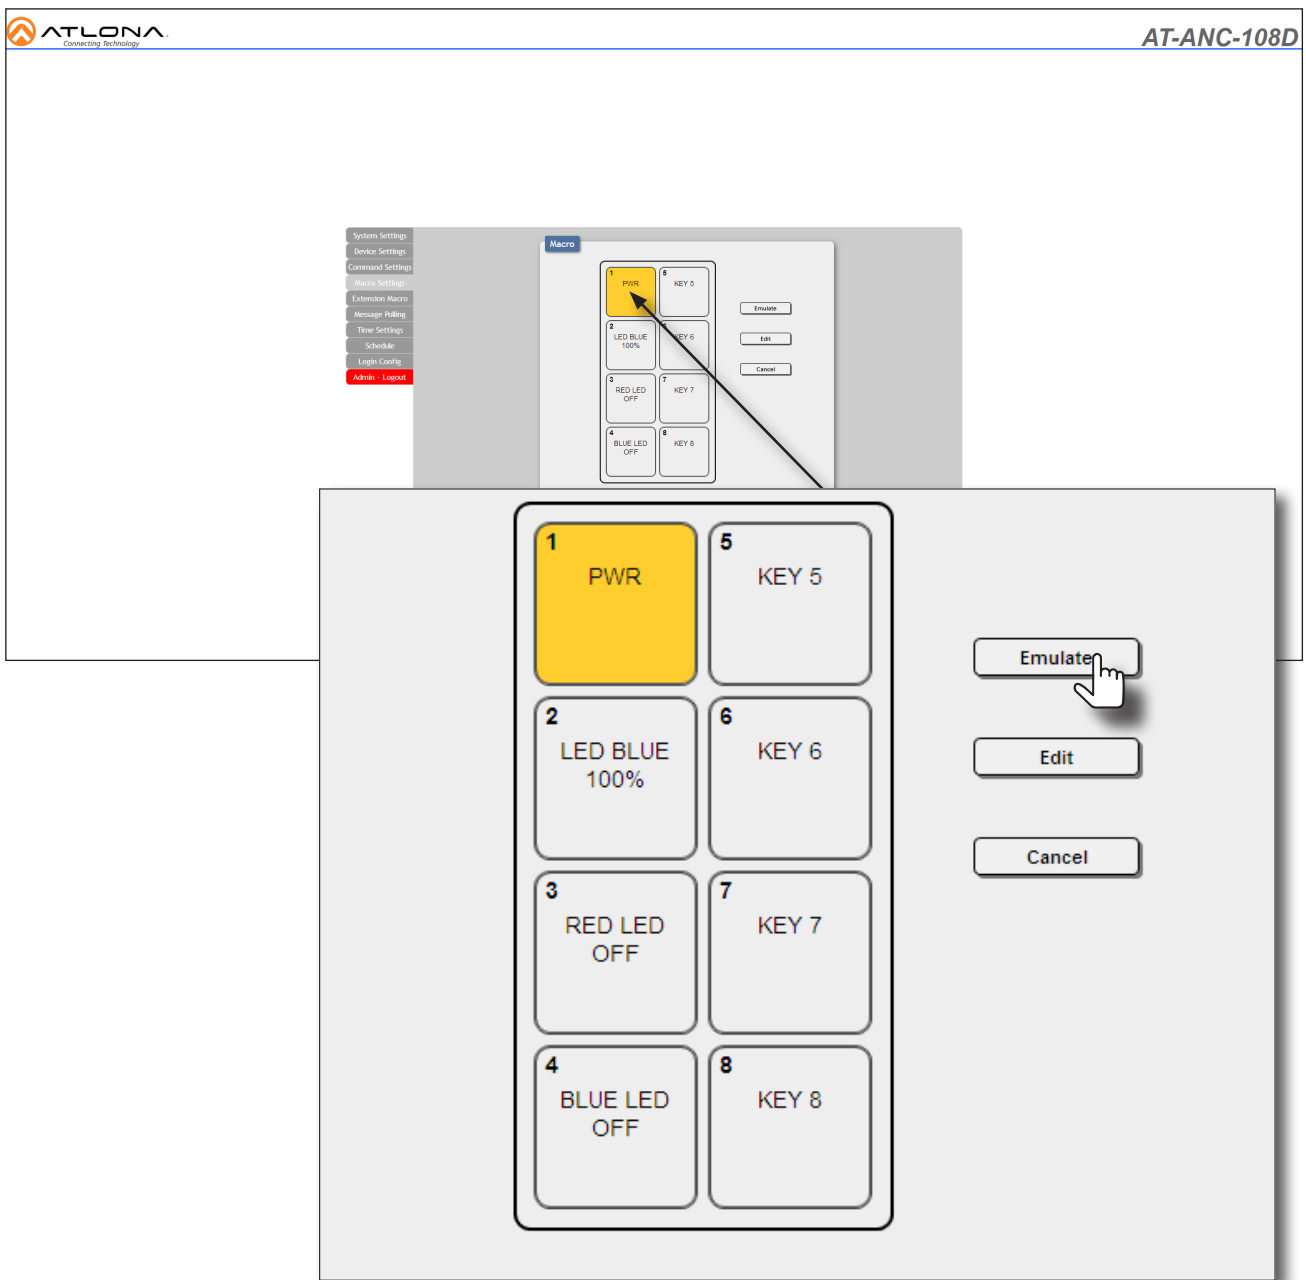 ATLONA.
Connecting Technology
AT-ANC-108D
System Settings
Device Settings
Command Settings
Macro Settings
Extension Macro
Message Polling
Time Settings
Schedule
Login Config
Admin - Logout
Macro
1
PWR
5
KEY 5
2
LED BLUE
100%
6
KEY 6
3
RED LED
OFF
7
KEY 7
4
BLUE LED
OFF
8
KEY 8
Emulate
Edit
Cancel
1
PWR
5
KEY 5
2
LED BLUE
100%
6
KEY 6
3
RED LED
OFF
7
KEY 7
4
BLUE LED
OFF
8
KEY 8
Emulate
Edit
Cancel